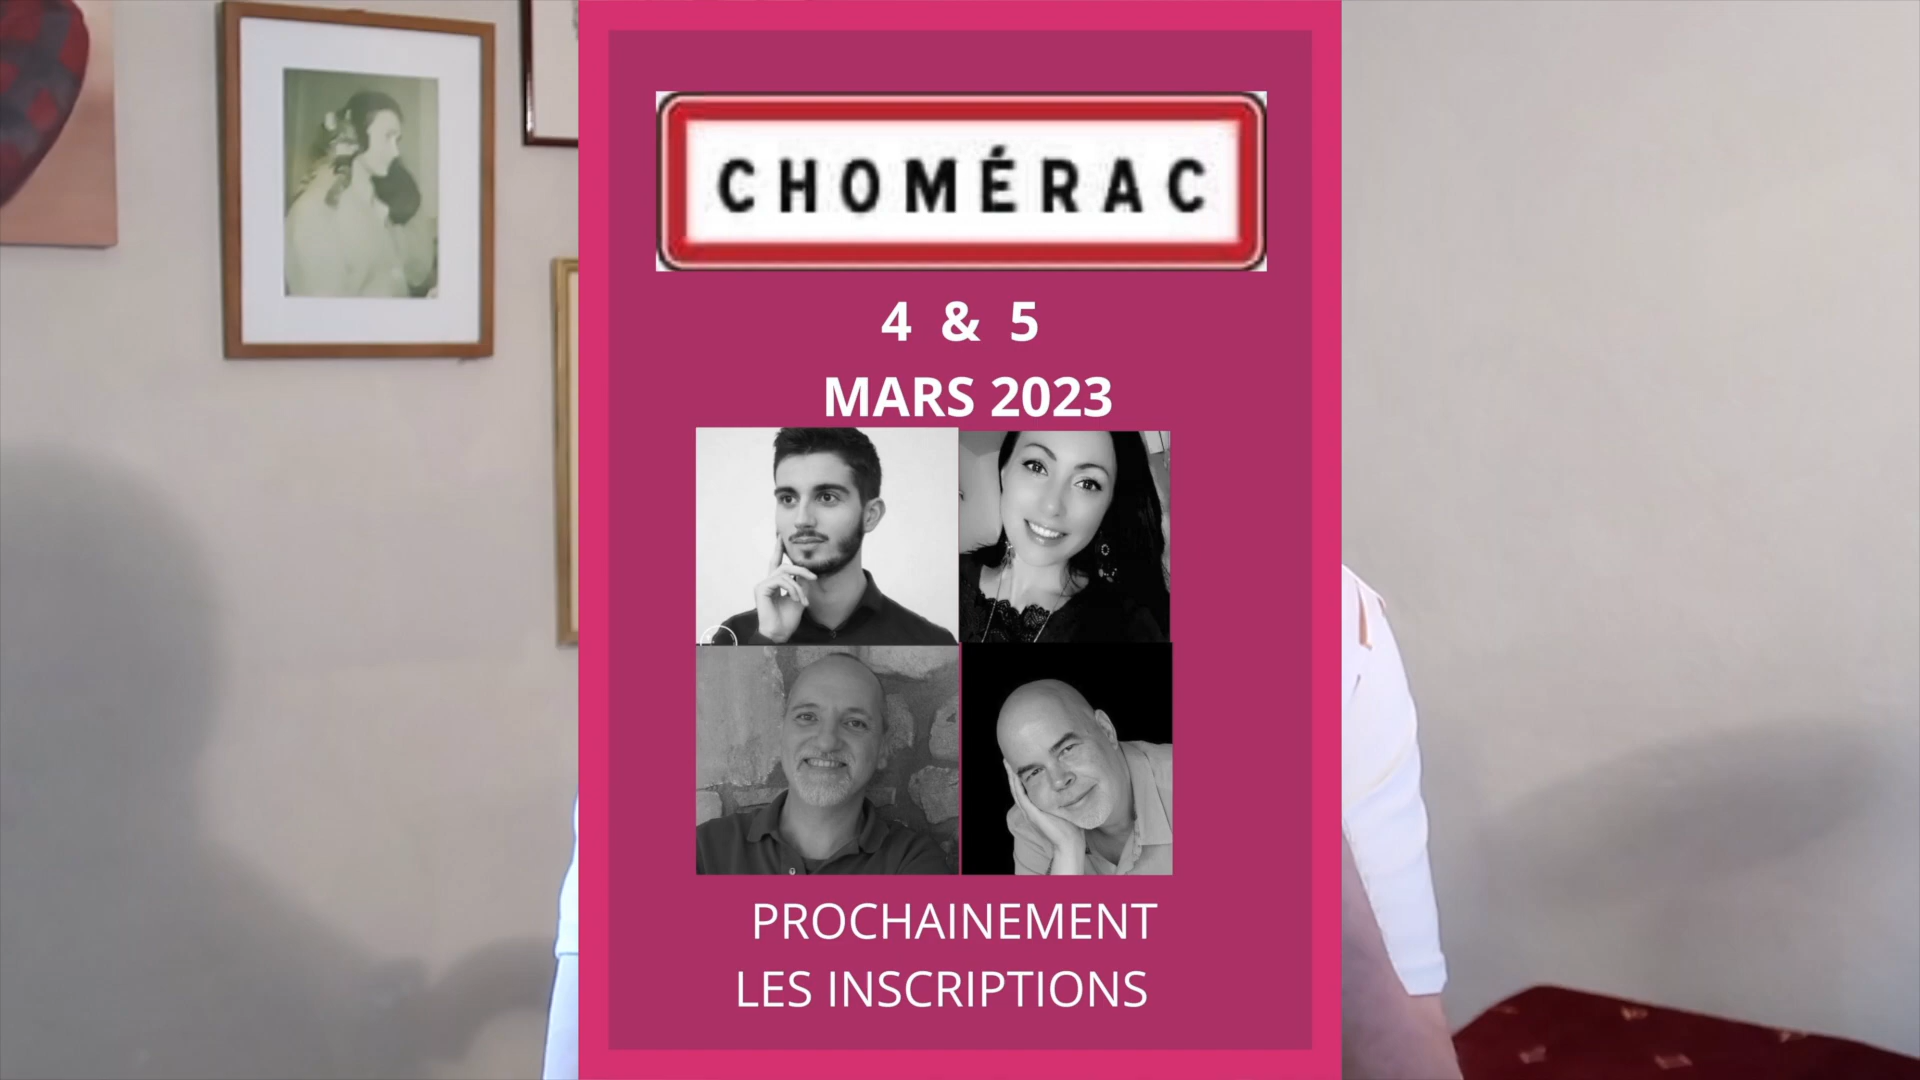 CHOMÉRAC
4 & 5
MARS 2023
PROCHAINEMENT
LES INSCRIPTIONS